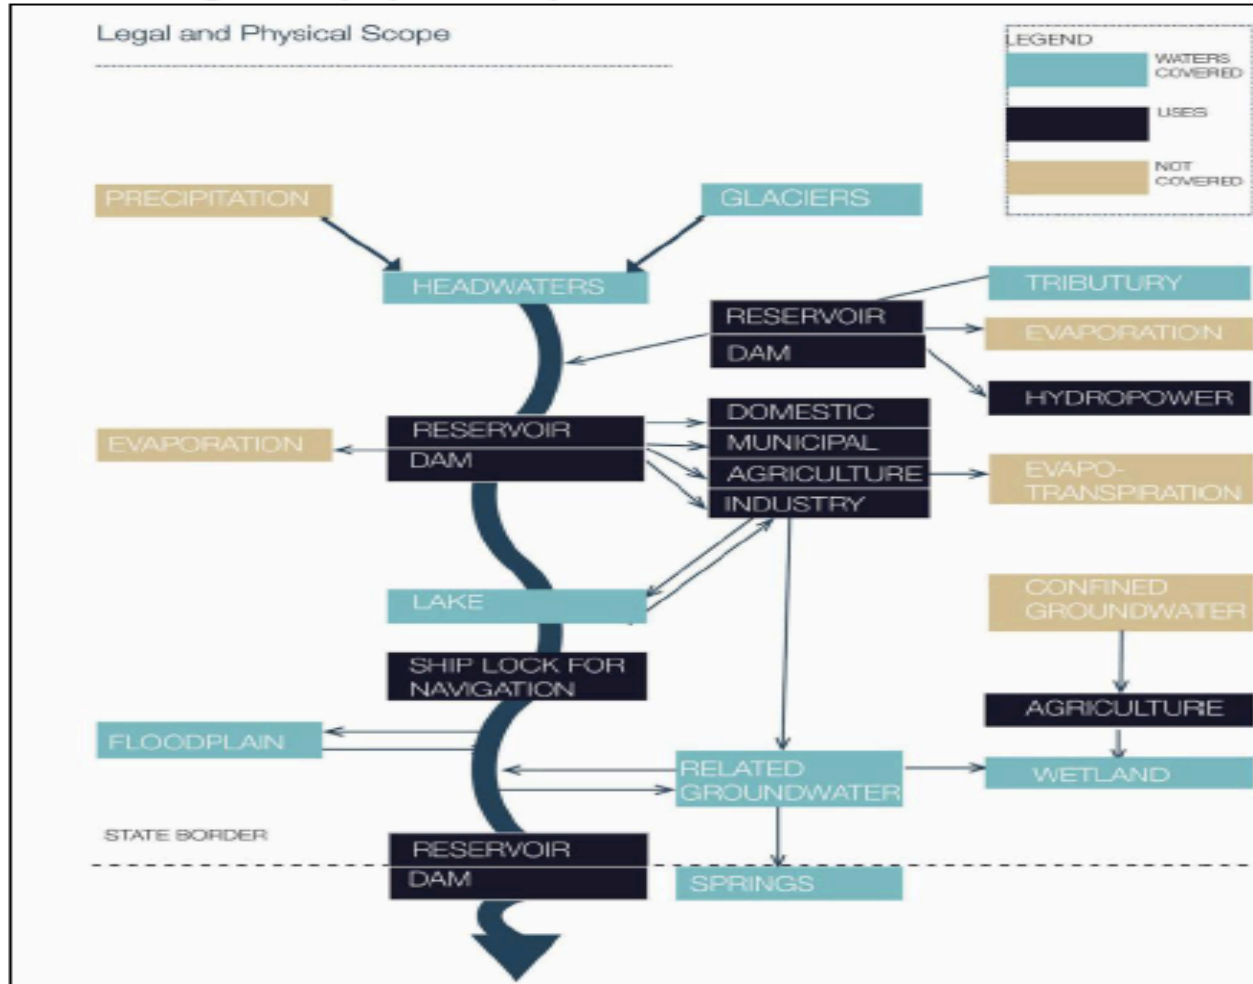 Legal and Physical Scope
LEGEND
WATERS
COVERED
USES
NOT
COVERED
PRECIPITATION
GLACIERS
HEADWATERS
TRIBUTURY
RESERVOIR
DAM
EVAPORATION
HYDROPOWER
EVAPORATION
RESERVOIR
DAM
DOMESTIC
MUNICIPAL
AGRICULTURE
INDUSTRY
EVAPO-
TRANSPIRATION
LAKE
CONFINED
GROUNDWATER
SHIP LOCK FOR
NAVIGATION
AGRICULTURE
FLOODPLAIN
RELATED
GROUNDWATER
WETLAND
STATE BORDER
RESERVOIR
DAM
SPRINGS